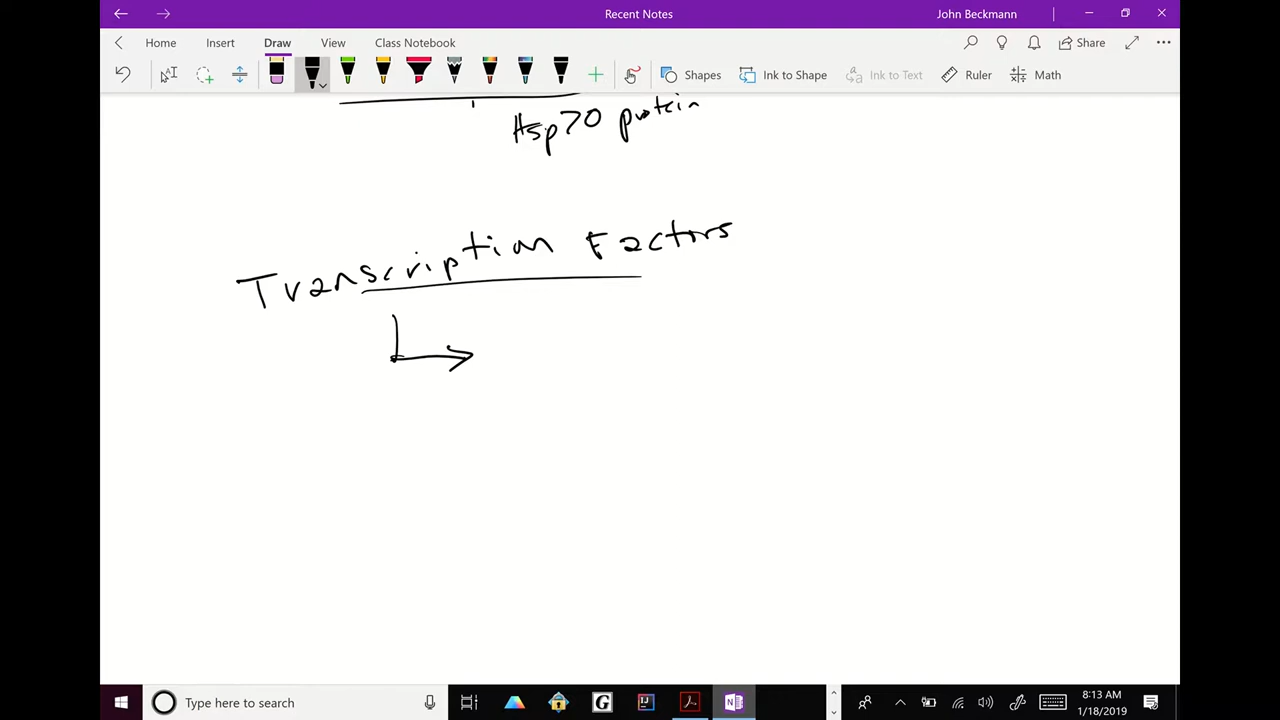 Recent Notes
John Beckmann
Home Insert Draw View Class Notebook
Share
Shapes Ink to Shape Ink to Text Ruler Math
Hsp70 protein
Transcription Factors
Type here to search
8:13 AM
1/18/2019